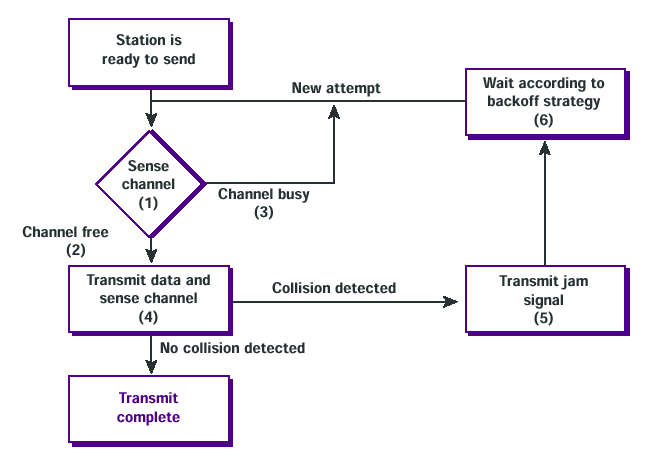 Station is
ready to send
New attempt
Wait according to
backoff strategy
(6)
Sense
channel
(1)
Channel busy
(3)
Channel free
(2)
Transmit data and
sense channel
(4)
Collision detected
Transmit jam
signal
(5)
No collision detected
Transmit
complete